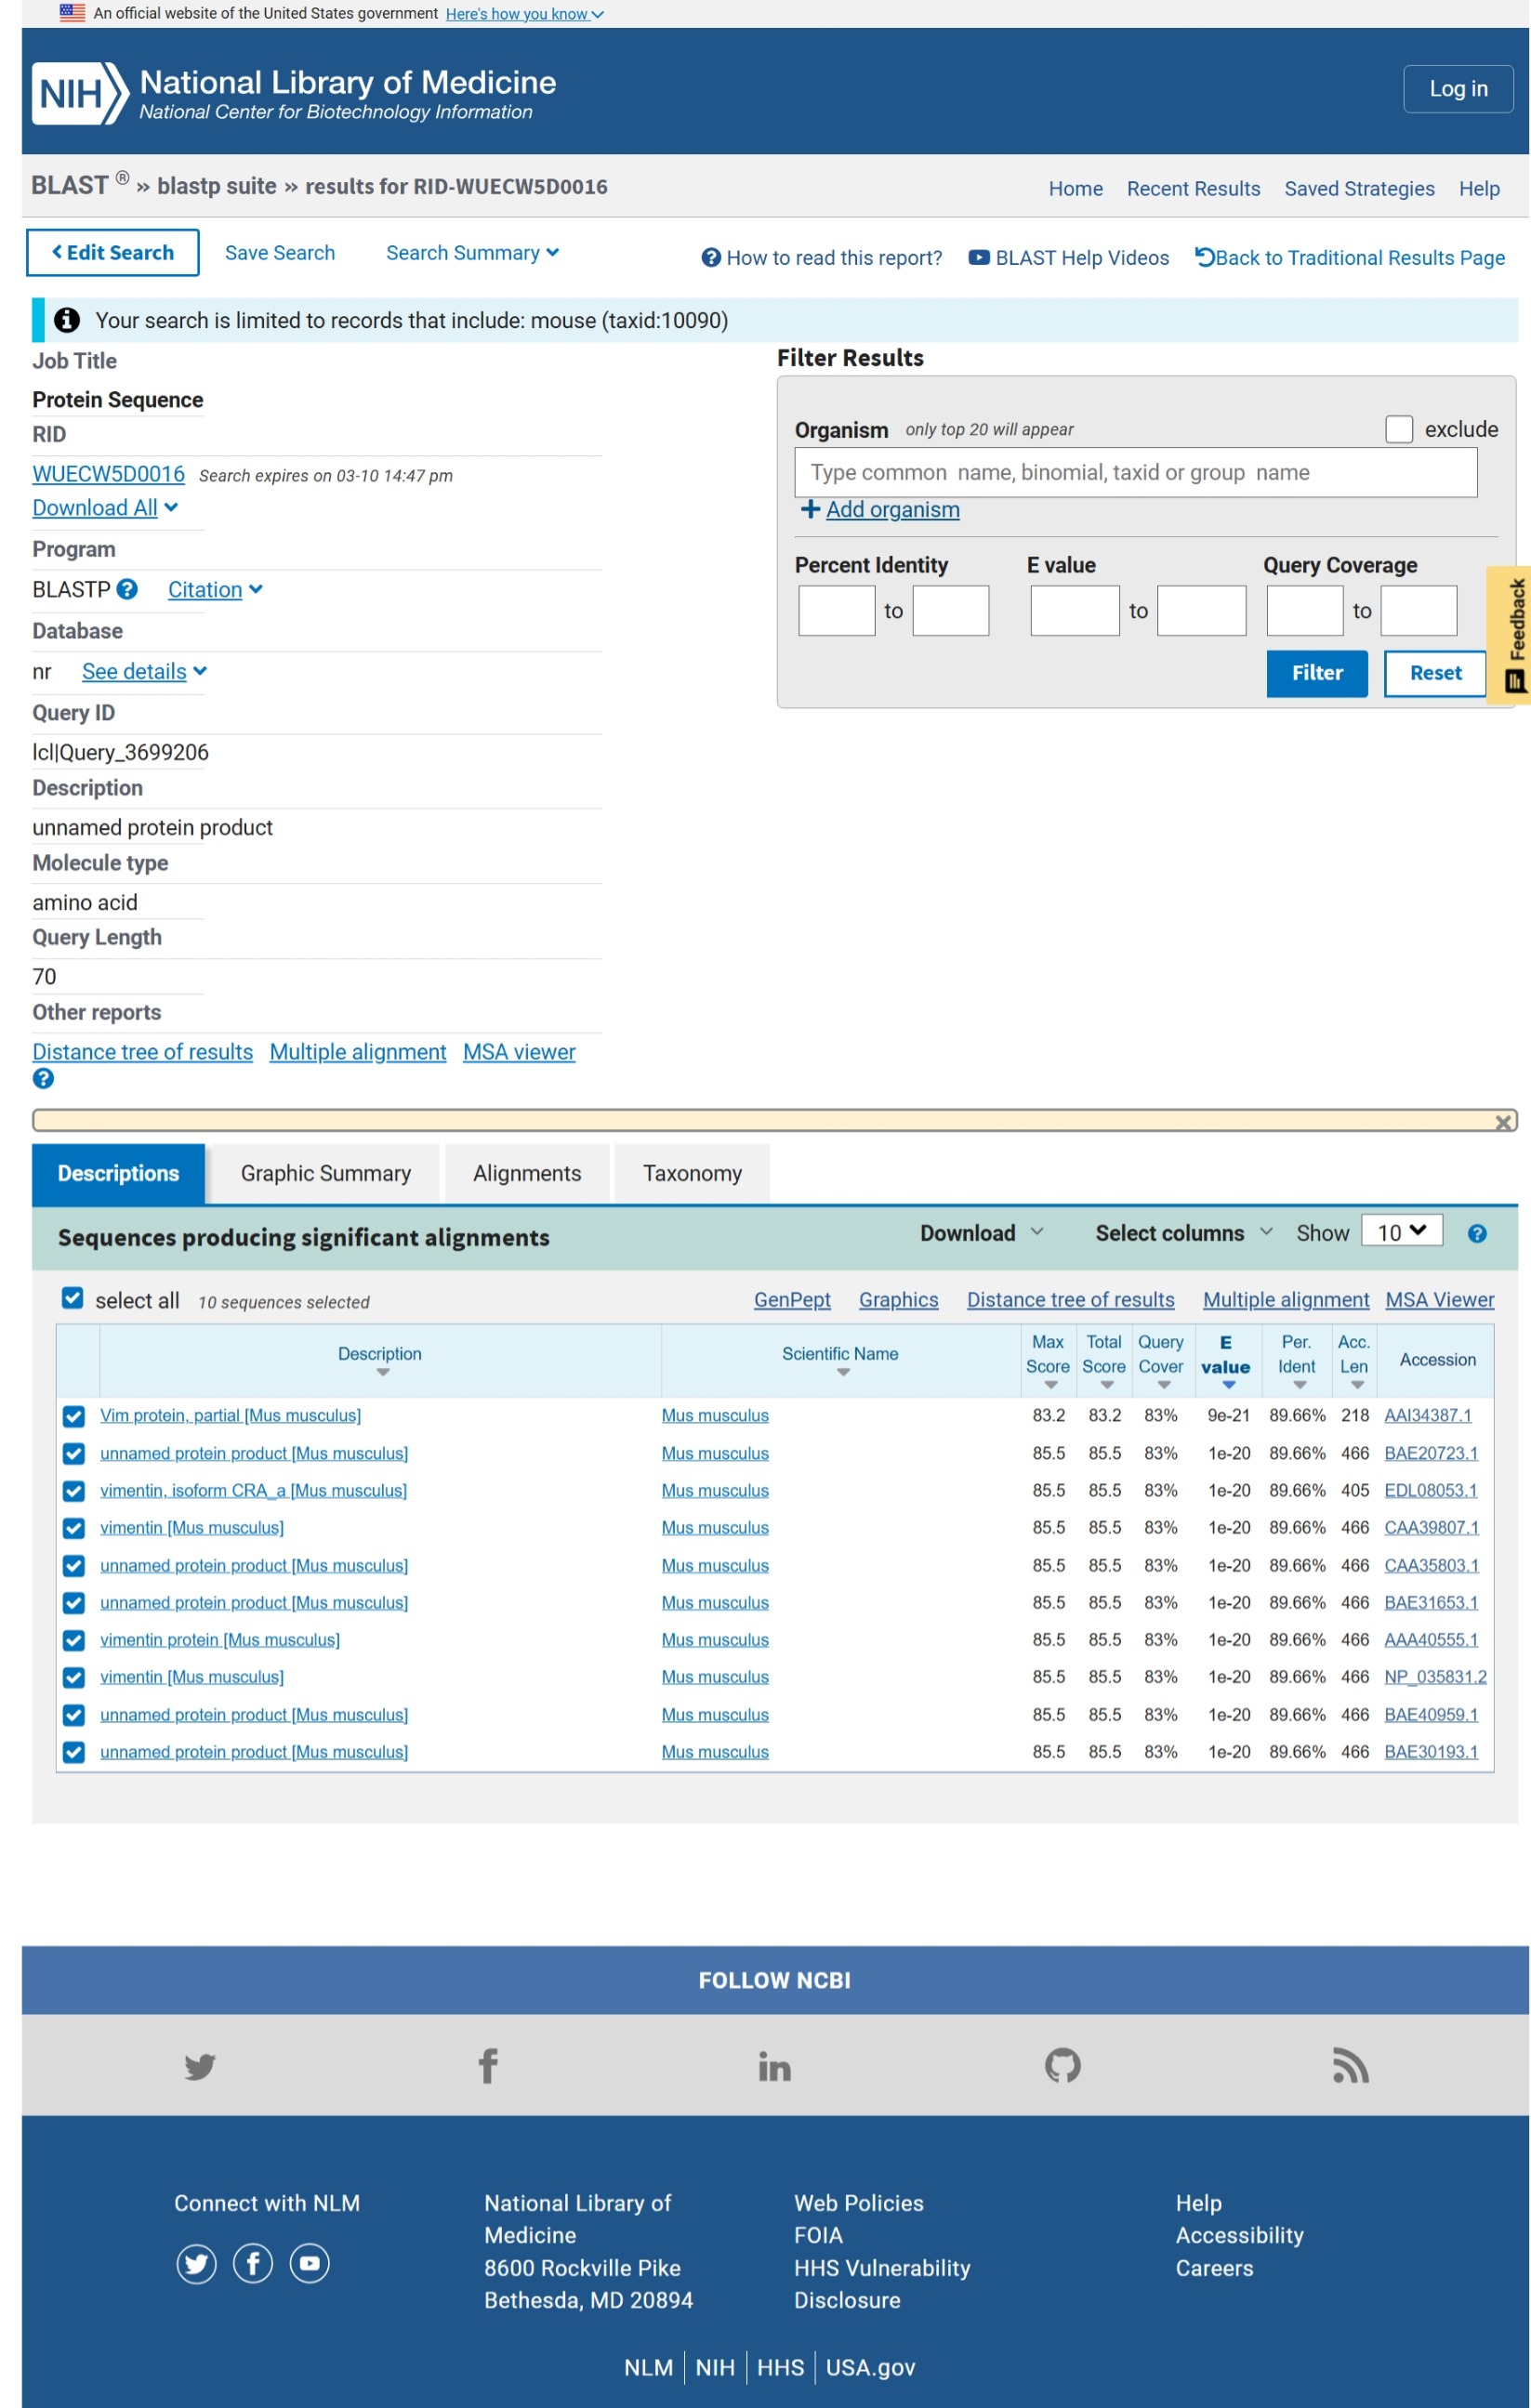 An official website of the United States government Here's how you know
NIH National Library of Medicine
National Center for Biotechnology Information
Log in
BLAST ® » blastp suite » results for RID-WUECW5D0016
Home Recent Results Saved Strategies Help
Edit Search Save Search Search Summary
How to read this report? BLAST Help Videos Back to Traditional Results Page
Your search is limited to records that include: mouse (taxid:10090)
Job Title
Protein Sequence
RID
WUECW5D0016 Search expires on 03-10 14:47 pm
Download All
Program
BLASTP Citation
Database
nr See details
Query ID
lcl|Query_3699206
Description
unnamed protein product
Molecule type
amino acid
Query Length
70
Other reports
Distance tree of results Multiple alignment MSA viewer
Filter Results
Organism only top 20 will appear exclude
Type common name, binomial, taxid or group name
Add organism
Percent Identity E value Query Coverage
to to to
Filter Reset
Feedback
Descriptions Graphic Summary Alignments Taxonomy
Sequences producing significant alignments Download Select columns Show 10
select all 10 sequences selected GenPept Graphics Distance tree of results Multiple alignment MSA Viewer
Description Scientific Name Max Score Total Score Query Cover E value Per. Ident Acc. Len Accession
Vim protein, partial [Mus musculus] Mus musculus 83.2 83.2 83% 9e-21 89.66% 218 AAI34387.1
unnamed protein product [Mus musculus] Mus musculus 85.5 85.5 83% 1e-20 89.66% 466 BAE20723.1
vimentin, isoform CRA_a [Mus musculus] Mus musculus 85.5 85.5 83% 1e-20 89.66% 405 EDL08053.1
vimentin [Mus musculus] Mus musculus 85.5 85.5 83% 1e-20 89.66% 466 CAA39807.1
unnamed protein product [Mus musculus] Mus musculus 85.5 85.5 83% 1e-20 89.66% 466 CAA35803.1
unnamed protein product [Mus musculus] Mus musculus 85.5 85.5 83% 1e-20 89.66% 466 BAE31653.1
vimentin protein [Mus musculus] Mus musculus 85.5 85.5 83% 1e-20 89.66% 466 AAA40555.1
vimentin [Mus musculus] Mus musculus 85.5 85.5 83% 1e-20 89.66% 466 NP_035831.2
unnamed protein product [Mus musculus] Mus musculus 85.5 85.5 83% 1e-20 89.66% 466 BAE40959.1
unnamed protein product [Mus musculus] Mus musculus 85.5 85.5 83% 1e-20 89.66% 466 BAE30193.1
FOLLOW NCBI
Connect with NLM
National Library of
Medicine
8600 Rockville Pike
Bethesda, MD 20894
Web Policies
FOIA
HHS Vulnerability
Disclosure
Help
Accessibility
Careers
NLM NIH HHS USA.gov